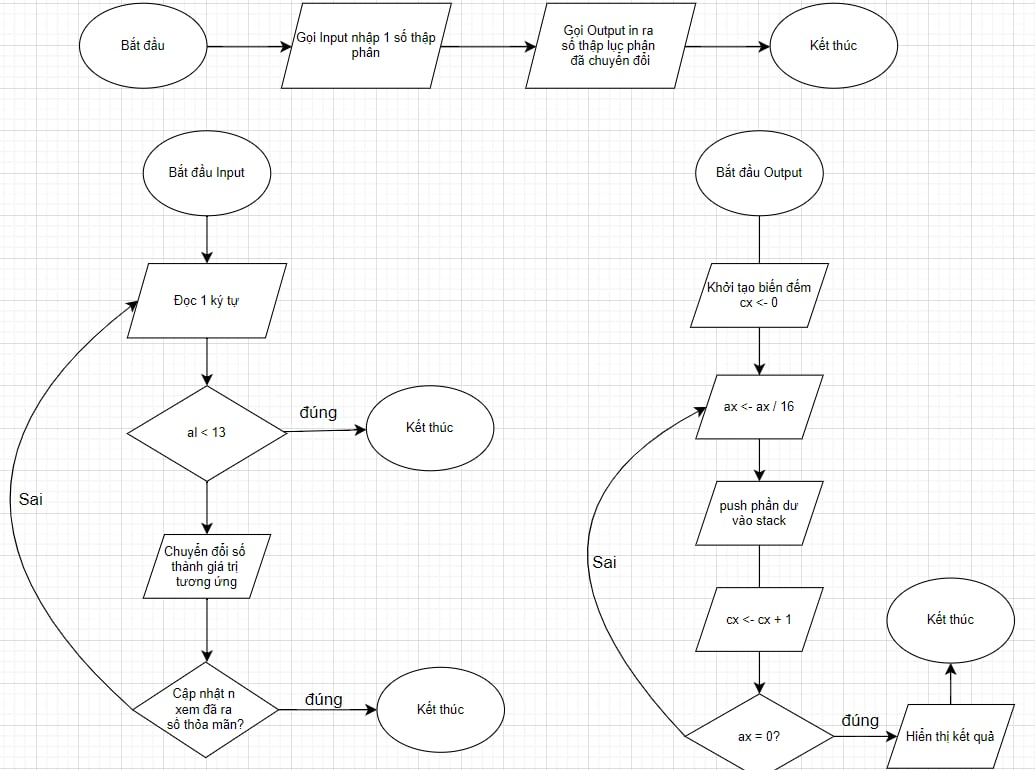 Bắt đầu
Gọi Input nhập 1 số thập
phân
Gọi Output in ra
số thập lục phân
đã chuyển đổi
Kết thúc
Bắt đầu Input
Đọc 1 ký tự
al < 13
đúng
Kết thúc
Chuyển đổi số
thành giá trị
tương ứng
Sai
Cập nhật n
xem đã ra
số thỏa mãn?
đúng
Kết thúc
Bắt đầu Output
Khởi tạo biến đếm
cx <- 0
ax <- ax / 16
push phần dư
vào stack
Sai
cx <- cx + 1
ax = 0?
đúng
Hiển thị kết quả
Kết thúc